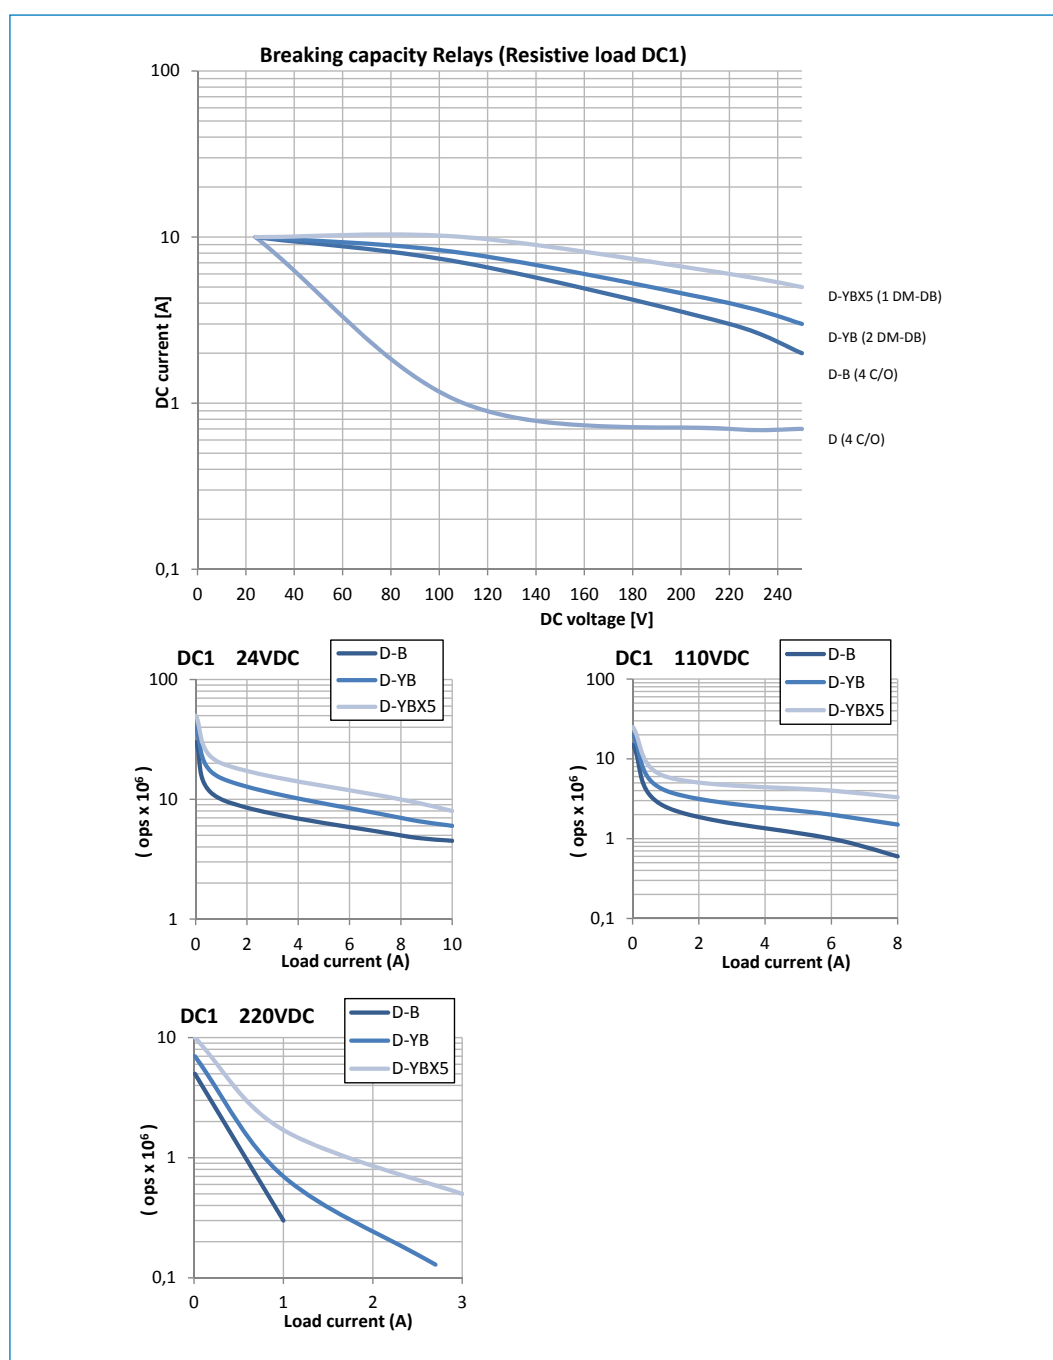 Breaking capacity Relays (Resistive load DC1)
100
10
1
0,1
DC current [A]
0 20 40 60 80 100 120 140 160 180 200 220 240
DC voltage [V]
D-YBX5 (1 DM-DB)
D-YB (2 DM-DB)
D-B (4 C/O)
D (4 C/O)
DC1 24VDC
D-B
D-YB
D-YBX5
100
10
1
( ops x 10⁶ )
0 2 4 6 8 10
Load current (A)
DC1 110VDC
D-B
D-YB
D-YBX5
100
10
1
0,1
( ops x 10⁶ )
0 2 4 6 8
Load current (A)
DC1 220VDC
D-B
D-YB
D-YBX5
10
1
0,1
( ops x 10⁶ )
0 1 2 3
Load current (A)